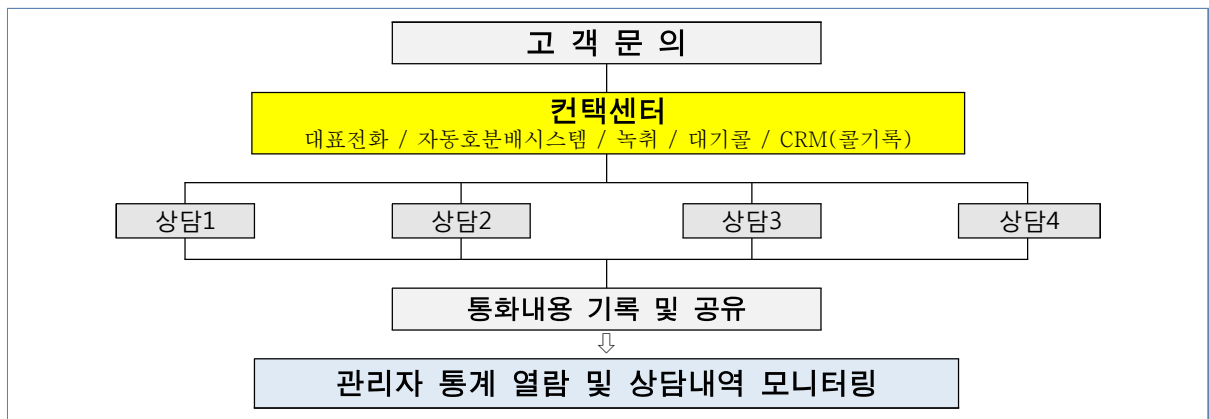 고 객 문 의
컨택센터
대표전화 / 자동호분배시스템 / 녹취 / 대기콜 / CRM(콜기록)
상담1
상담2
상담3
상담4
통화내용 기록 및 공유
관리자 통계 열람 및 상담내역 모니터링